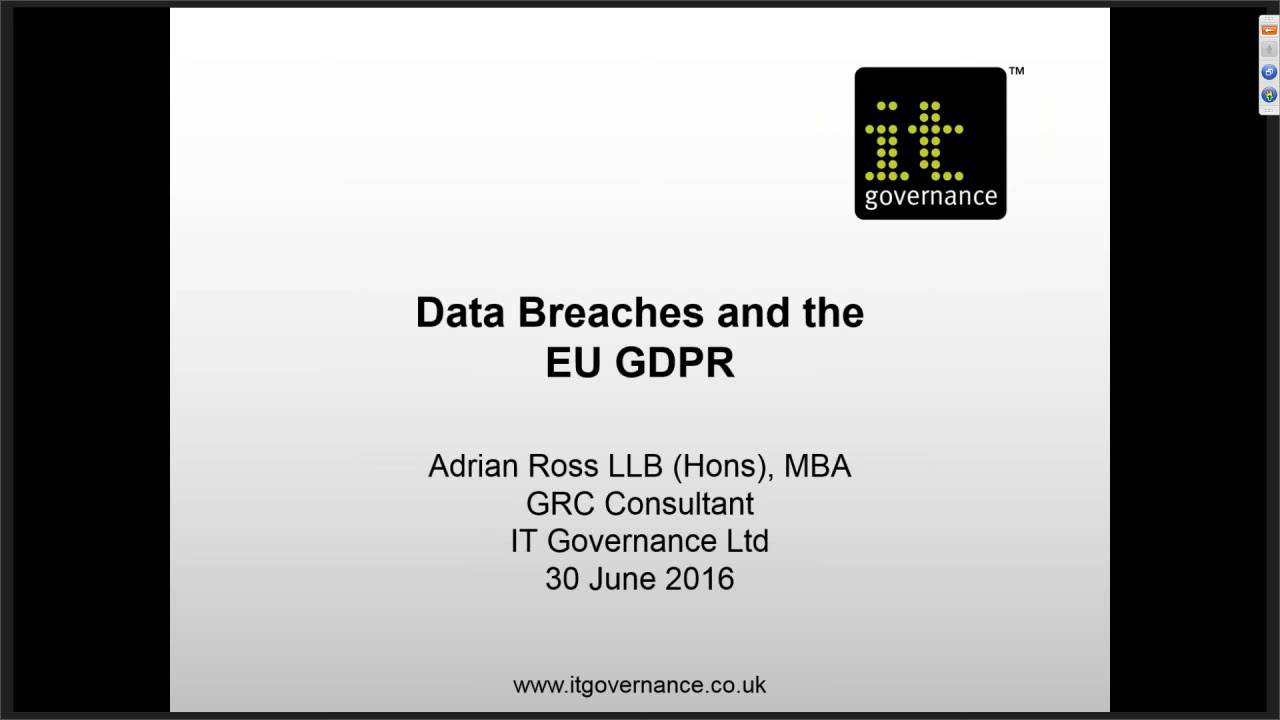 it
TM
governance
Data Breaches and the
EU GDPR
Adrian Ross LLB (Hons), MBA
GRC Consultant
IT Governance Ltd
30 June 2016
www.itgovernance.co.uk